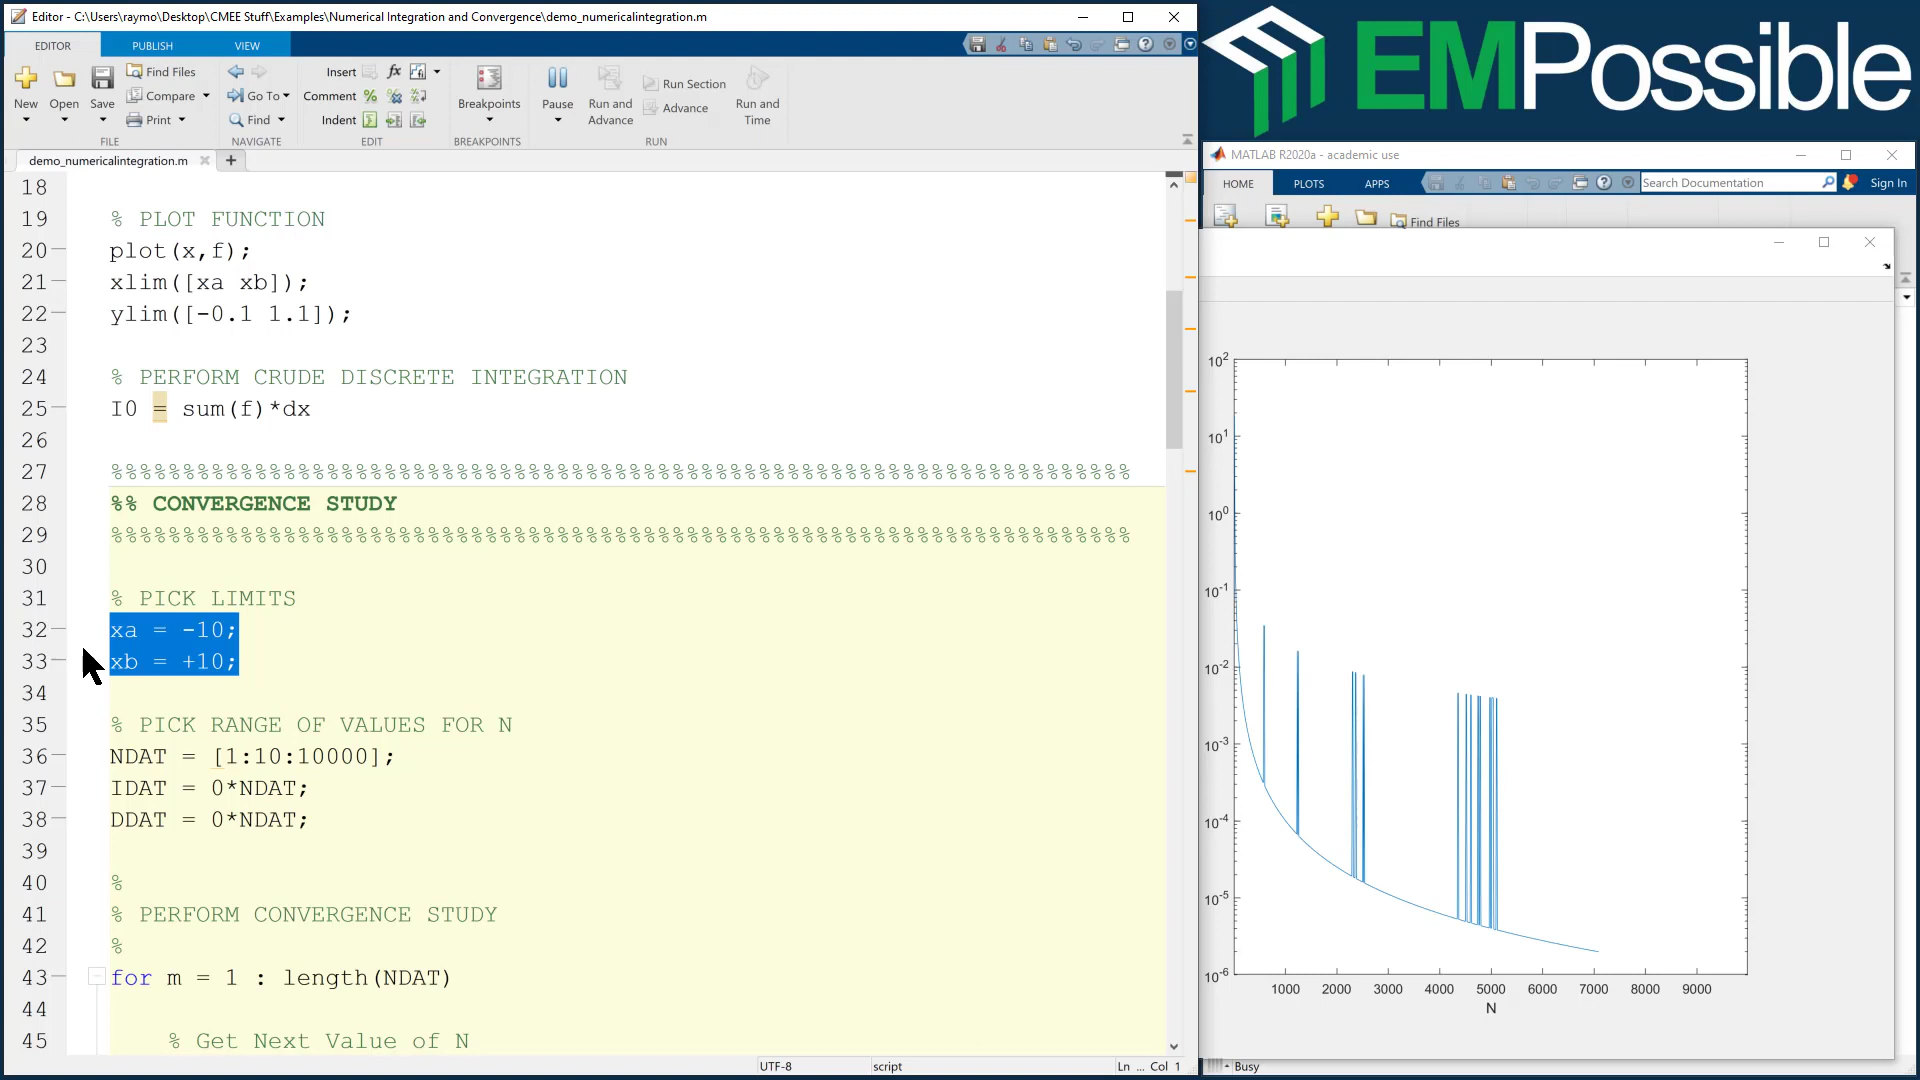 Editor - C:\Users\raymo\Desktop\CMEE Stuff\Examples\Numerical Integration and Convergence\demo_numericalintegration.m
EDITOR PUBLISH VIEW
New Open Save Find Files Compare Print
FILE
Go To Find
NAVIGATE
Insert fx
Comment
Indent
EDIT
Breakpoints
BREAKPOINTS
Pause Run and Advance Run Section Advance Run and Time
RUN
demo_numericalintegration.m
18
19 % PLOT FUNCTION
20 plot(x,f);
21 xlim([xa xb]);
22 ylim([-0.1 1.1]);
23
24 % PERFORM CRUDE DISCRETE INTEGRATION
25 I0 = sum(f)*dx
26
27 %%%%%%%%%%%%%%%%%%%%%%%%%%%%%%%%%%%%%%%%%%%%%%%%%%%%%%%%%%%%%%%%%%%%%%%
28 %% CONVERGENCE STUDY
29 %%%%%%%%%%%%%%%%%%%%%%%%%%%%%%%%%%%%%%%%%%%%%%%%%%%%%%%%%%%%%%%%%%%%%%%
30
31 % PICK LIMITS
32 xa = -10;
33 xb = +10;
34
35 % PICK RANGE OF VALUES FOR N
36 NDAT = [1:10:10000];
37 IDAT = 0*NDAT;
38 DDAT = 0*NDAT;
39
40 %
41 % PERFORM CONVERGENCE STUDY
42 %
43 for m = 1 : length(NDAT)
44
45 % Get Next Value of N
UTF-8 script Ln ... Col 1
EMPossible
MATLAB R2020a - academic use
HOME PLOTS APPS Search Documentation Sign In
Find Files
10^2
10^1
10^0
10^-1
10^-2
10^-3
10^-4
10^-5
10^-6
1000 2000 3000 4000 5000 6000 7000 8000 9000
N
Busy